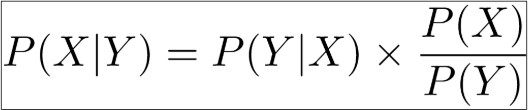 P(X|Y) = P(Y|X) × P(X)/P(Y)